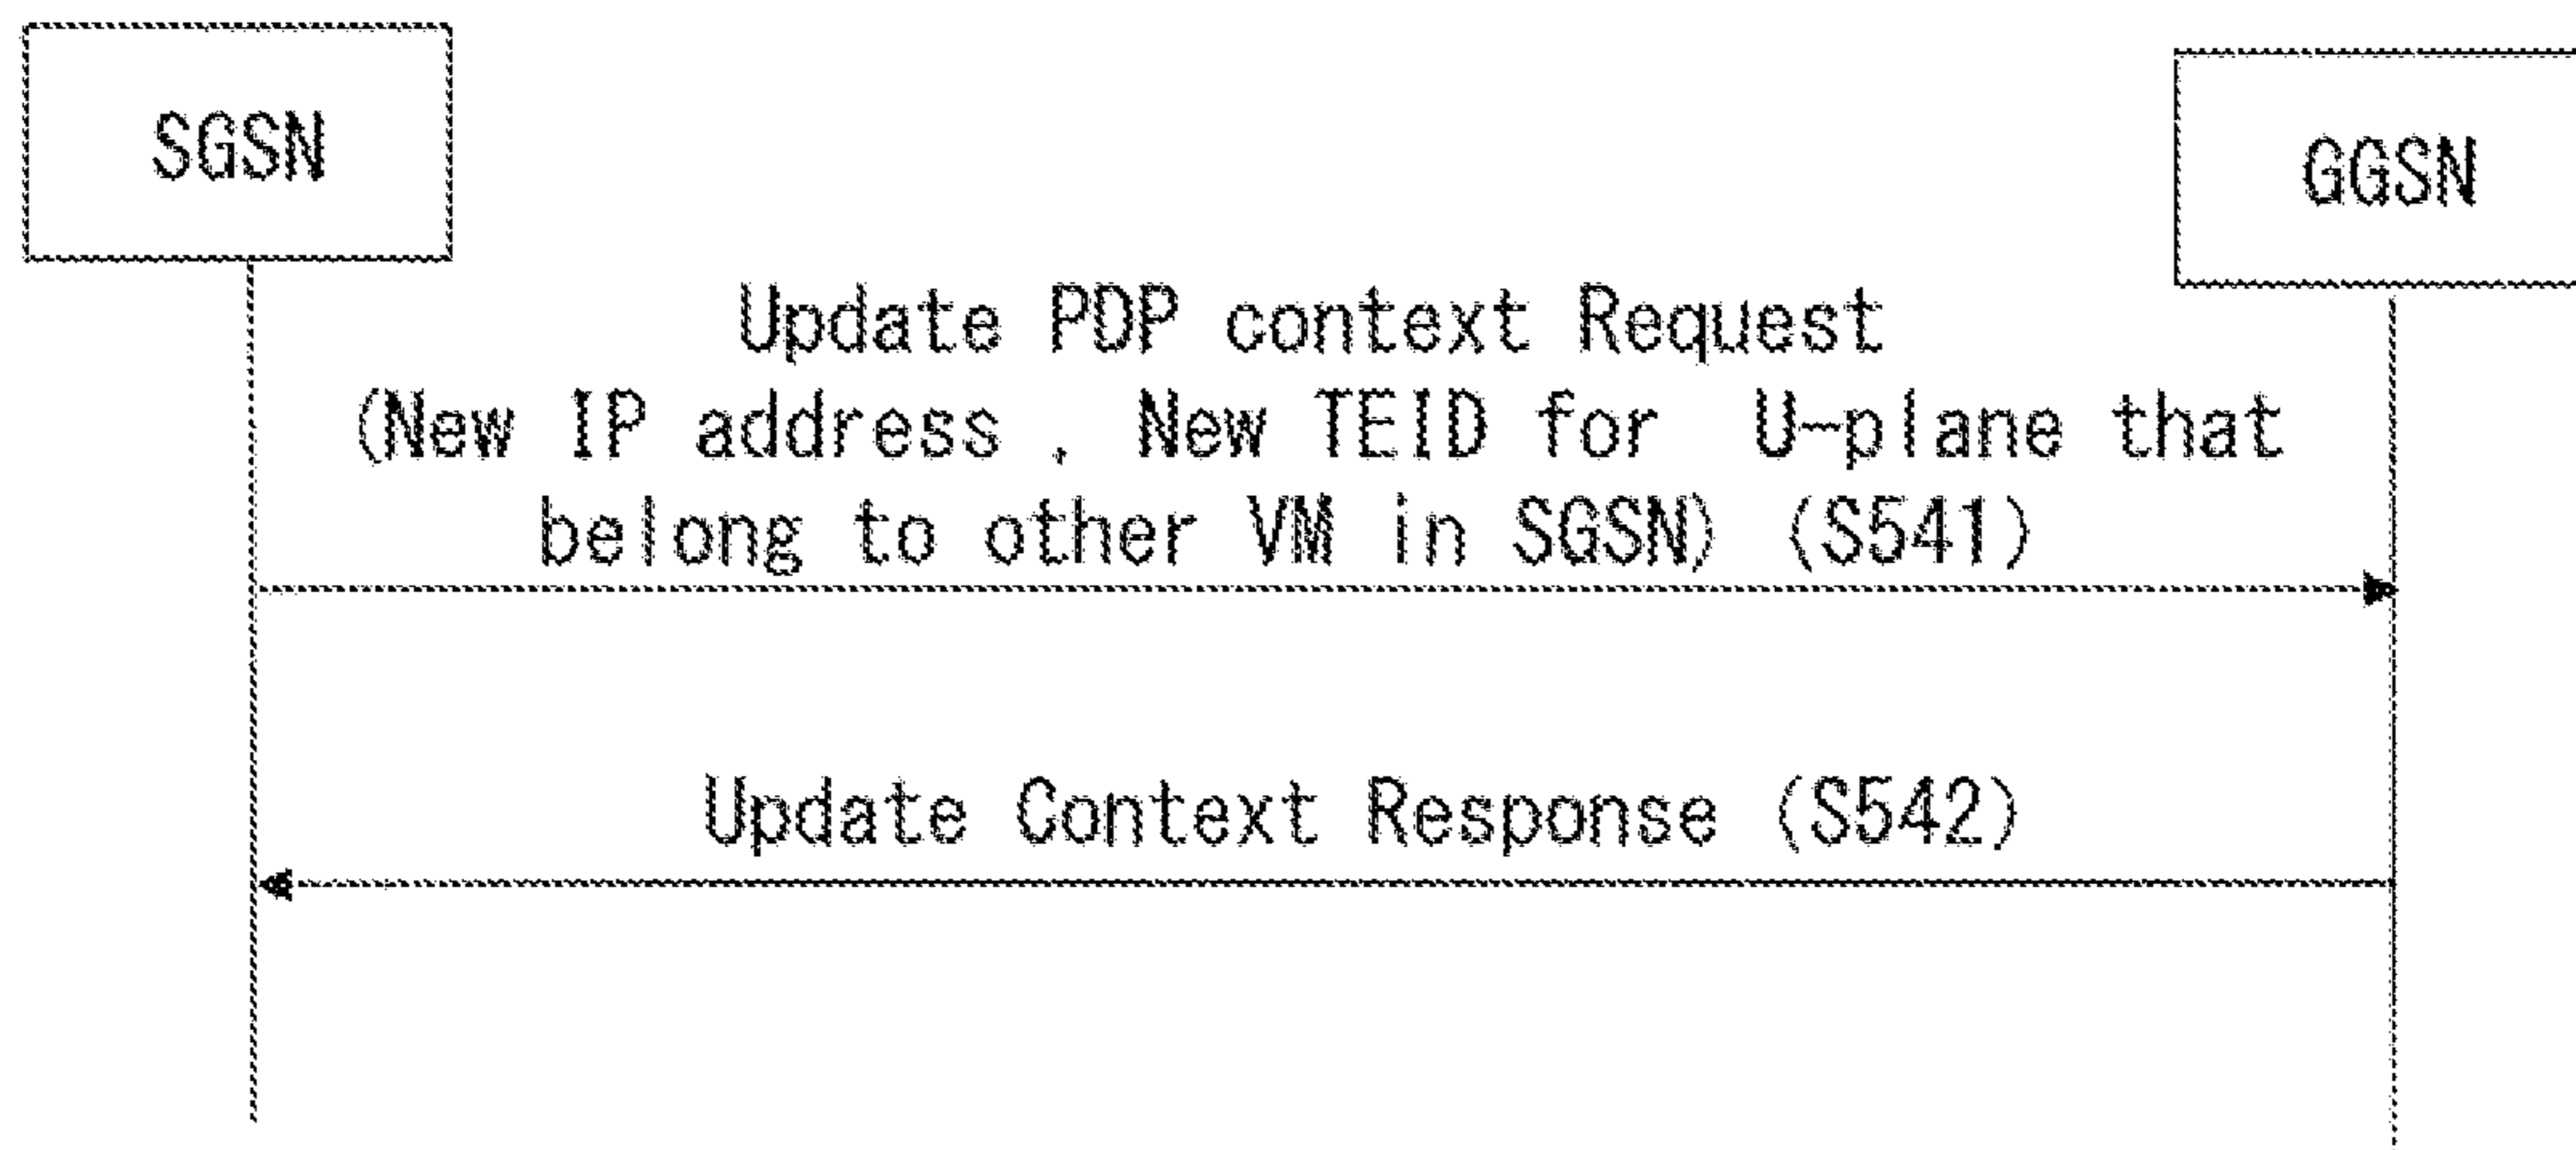 SGSN
GGSN
Update PDP context Request
(New IP address , New TEID for U-plane that
belong to other VM in SGSN) (S541)
Update Context Response (S542)